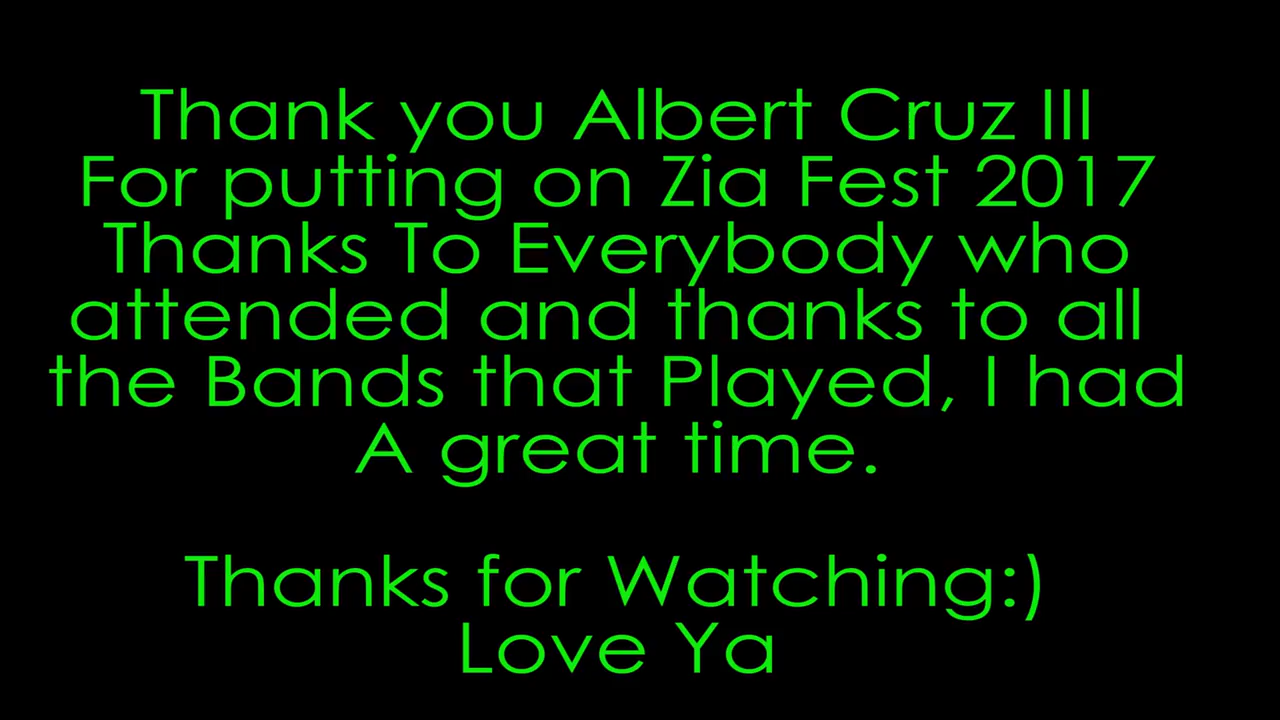 Thank you Albert Cruz III
For putting on Zia Fest 2017
Thanks To Everybody who
attended and thanks to all
the Bands that Played, I had
A great time.
Thanks for Watching:)
Love Ya